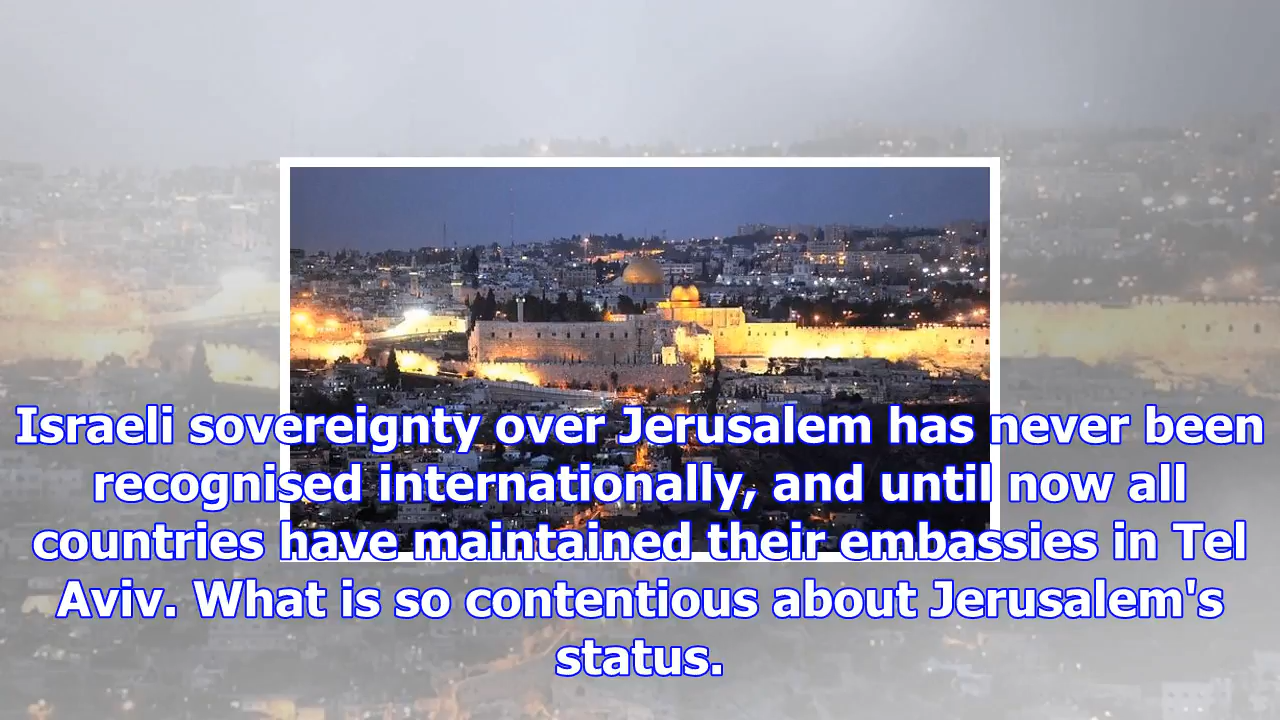 Israeli sovereignty over Jerusalem has never been
recognised internationally, and until now all
countries have maintained their embassies in Tel
Aviv. What is so contentious about Jerusalem's
status.